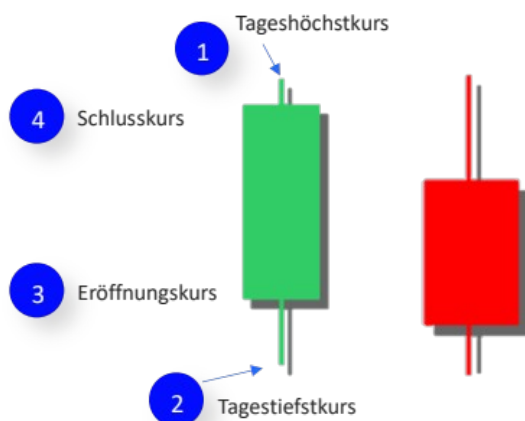 1 Tageshöchstkurs
4 Schlusskurs
3 Eröffnungskurs
2 Tagestiefstkurs